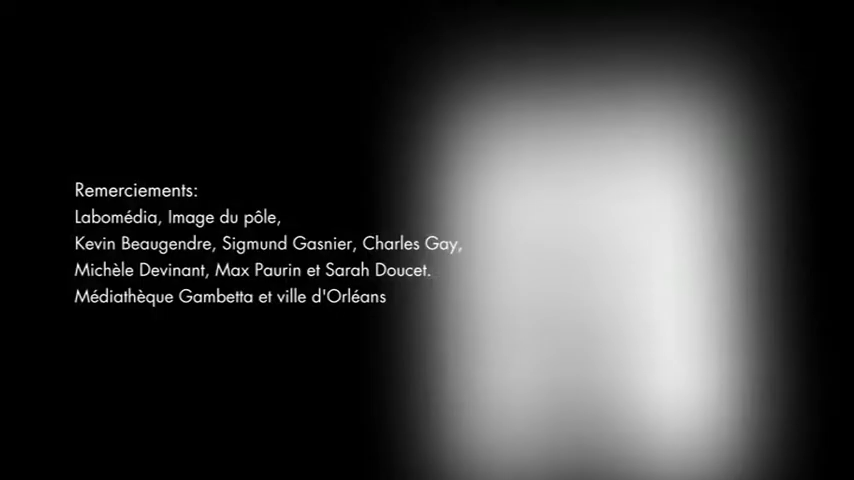 Remerciements:
Labomédia, Image du pôle,
Kevin Beaugendre, Sigmund Gasnier, Charles Gay,
Michèle Devinant, Max Paurin et Sarah Doucet.
Médiathèque Gambetta et ville d'Orléans